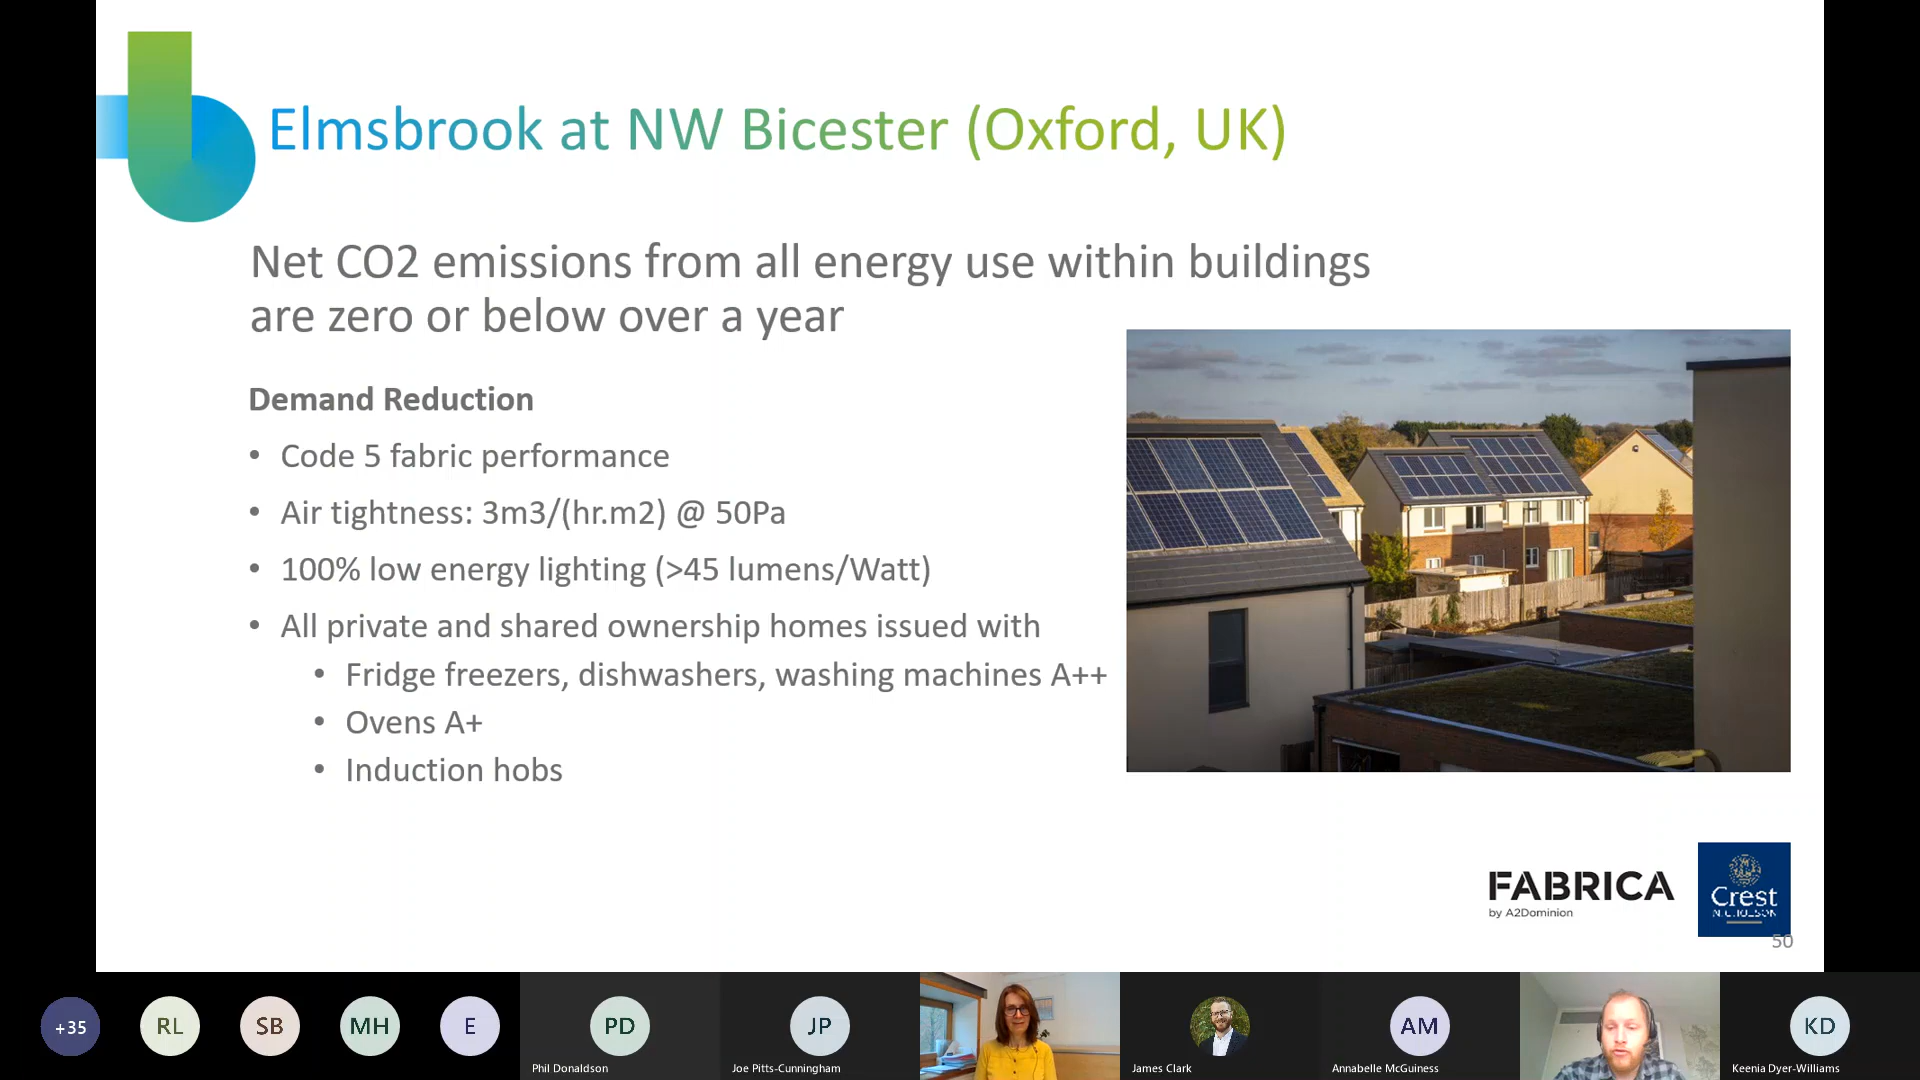 Elmsbrook at NW Bicester (Oxford, UK)
Net CO2 emissions from all energy use within buildings
are zero or below over a year
Demand Reduction
• Code 5 fabric performance
• Air tightness: 3m3/(hr.m2) @ 50Pa
• 100% low energy lighting (>45 lumens/Watt)
• All private and shared ownership homes issued with
• Fridge freezers, dishwashers, washing machines A++
• Ovens A+
• Induction hobs
FABRICA
by A2Dominion
Crest
NICHOLSON
50
+35
RL
SB
MH
E
PD
Phil Donaldson
JP
Joe Pitts-Cunningham
James Clark
AM
Annabelle McGuiness
KD
Keenia Dyer-Williams